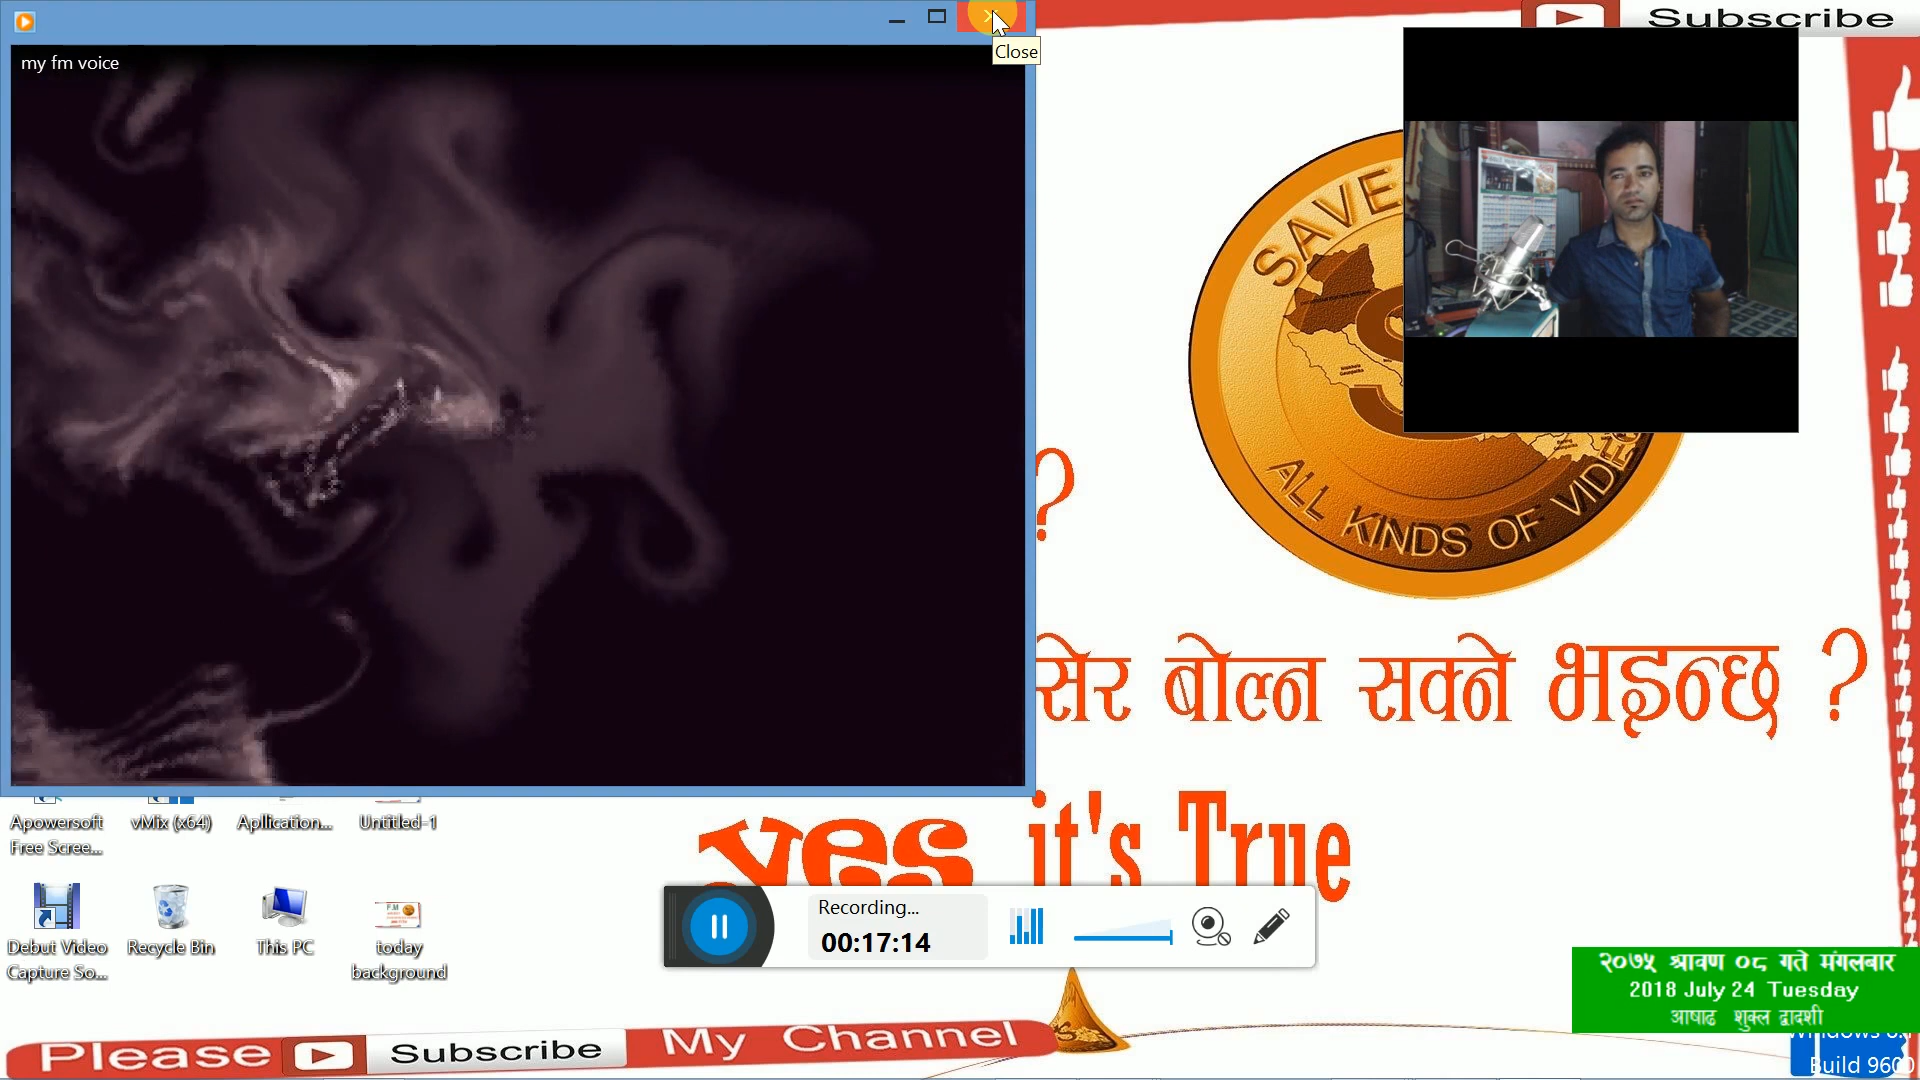 Subscribe
Close
my fm voice
SAVE
ALL KINDS OF VIDEO
?
सिर बोल्न सक्ने भइन्छ ?
yes it's True
Apowersoft
Free Scree...
vMix (x64)
Apllication...
Untitled-1
Recording...
00:17:14
Debut Video
Capture So...
Recycle Bin
This PC
today
background
२०७५ श्रावण ०८ गते मंगलबार
2018 July 24 Tuesday
आषाढ शुक्ल द्वादशी
Build 9600
Please Subscribe My Channel